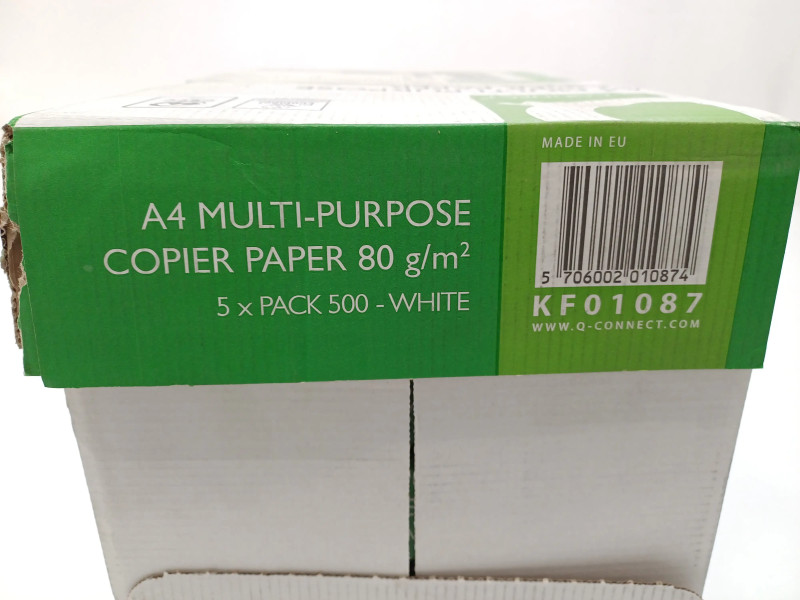 A4 MULTI-PURPOSE
COPIER PAPER 80 g/m²
5 x PACK 500 - WHITE
MADE IN EU
5 706002 010874
KF01087
WWW.Q-CONNECT.COM